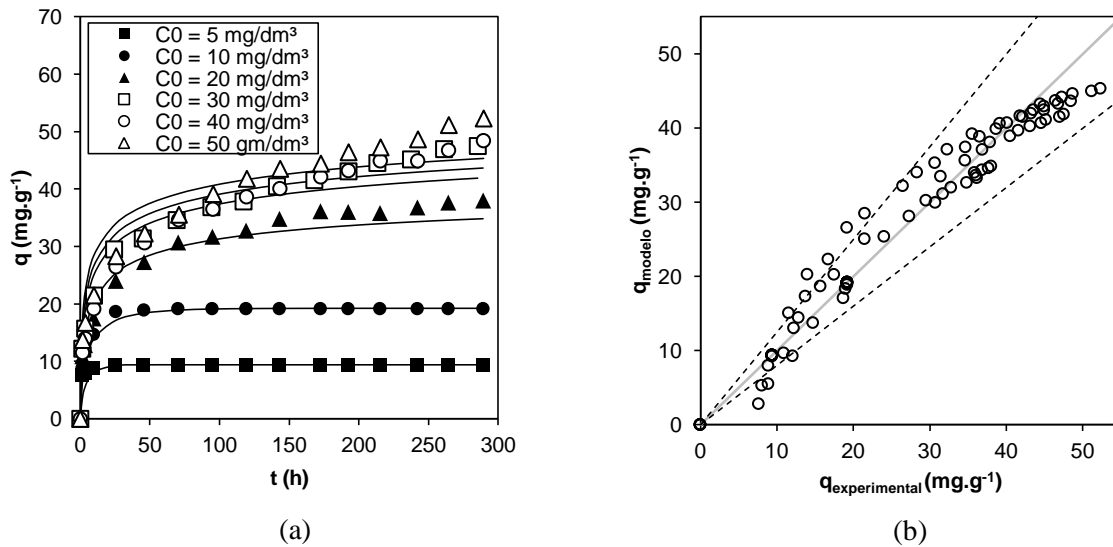 70
60
50
40
30
20
10
0
q (mg.g-1)
C0 = 5 mg/dm³
C0 = 10 mg/dm³
C0 = 20 mg/dm³
C0 = 30 mg/dm³
C0 = 40 mg/dm³
C0 = 50 gm/dm³
0 50 100 150 200 250 300
t (h)
(a)
50
40
30
20
10
0
qmodelo (mg.g-1)
0 10 20 30 40 50
qexperimental (mg.g-1)
(b)